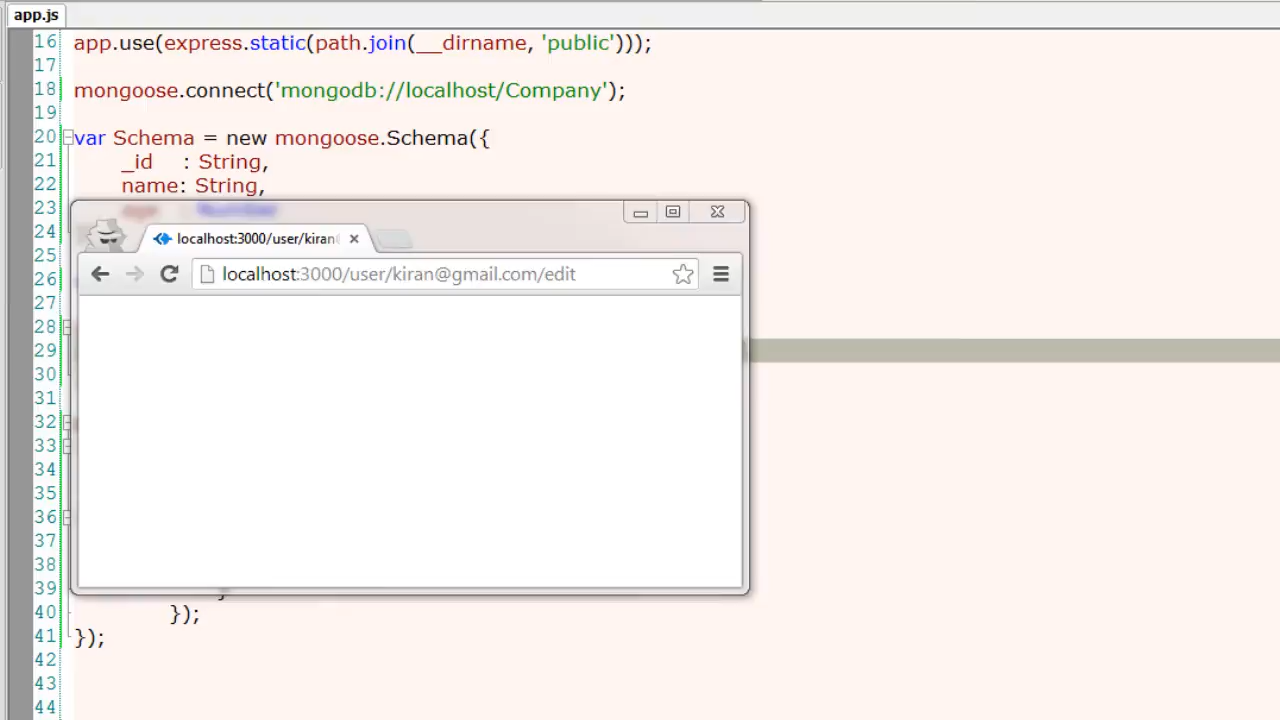 app.js
16 app.use(express.static(path.join(__dirname, 'public')));
17
18 mongoose.connect('mongodb://localhost/Company');
19
20 var Schema = new mongoose.Schema({
21 _id : String,
22 name: String,
23 age : Number
24
25
26
27
28
29
30
31
32
33
34
35
36
37
38
39
40 });
41 });
42
43
44
localhost:3000/user/kiran
localhost:3000/user/kiran@gmail.com/edit